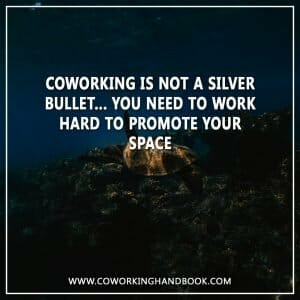 COWORKING IS NOT A SILVER
BULLET... YOU NEED TO WORK
HARD TO PROMOTE YOUR
SPACE
WWW.COWORKINGHANDBOOK.COM